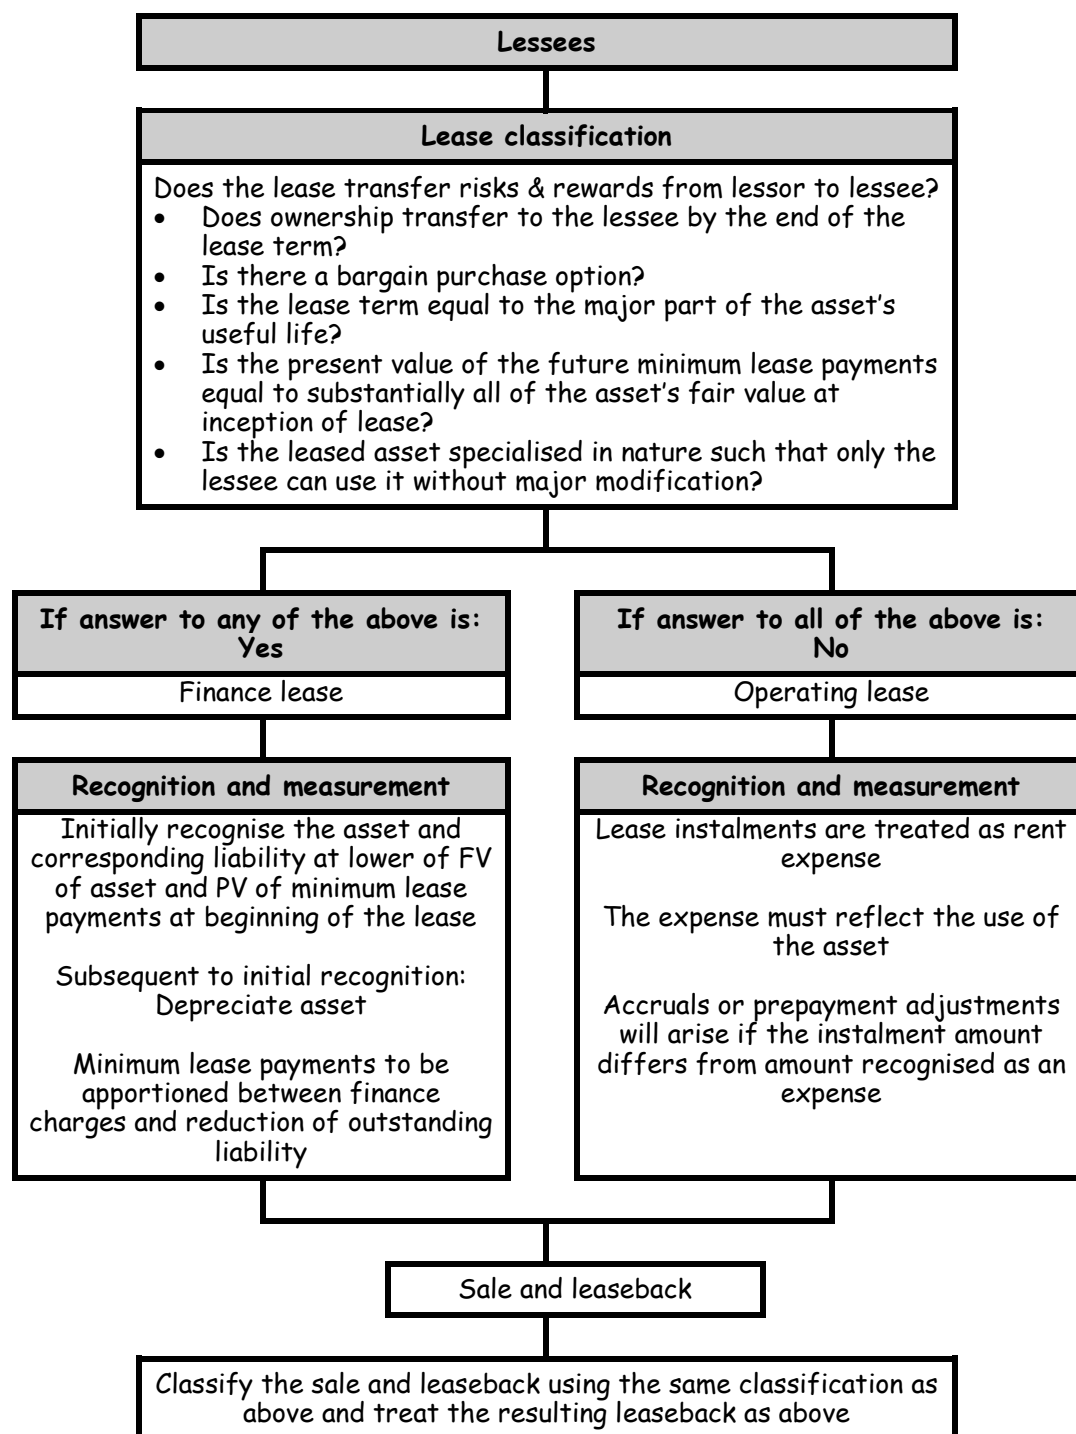 Lessees
Lease classification
Does the lease transfer risks & rewards from lessor to lessee?
• Does ownership transfer to the lessee by the end of the
lease term?
• Is there a bargain purchase option?
• Is the lease term equal to the major part of the asset's
useful life?
• Is the present value of the future minimum lease payments
equal to substantially all of the asset's fair value at
inception of lease?
• Is the leased asset specialised in nature such that only the
lessee can use it without major modification?
If answer to any of the above is:
Yes
Finance lease
Recognition and measurement
Initially recognise the asset and
corresponding liability at lower of FV
of asset and PV of minimum lease
payments at beginning of the lease
Subsequent to initial recognition:
Depreciate asset
Minimum lease payments to be
apportioned between finance
charges and reduction of outstanding
liability
If answer to all of the above is:
No
Operating lease
Recognition and measurement
Lease instalments are treated as rent
expense
The expense must reflect the use of
the asset
Accruals or prepayment adjustments
will arise if the instalment amount
differs from amount recognised as an
expense
Sale and leaseback
Classify the sale and leaseback using the same classification as
above and treat the resulting leaseback as above